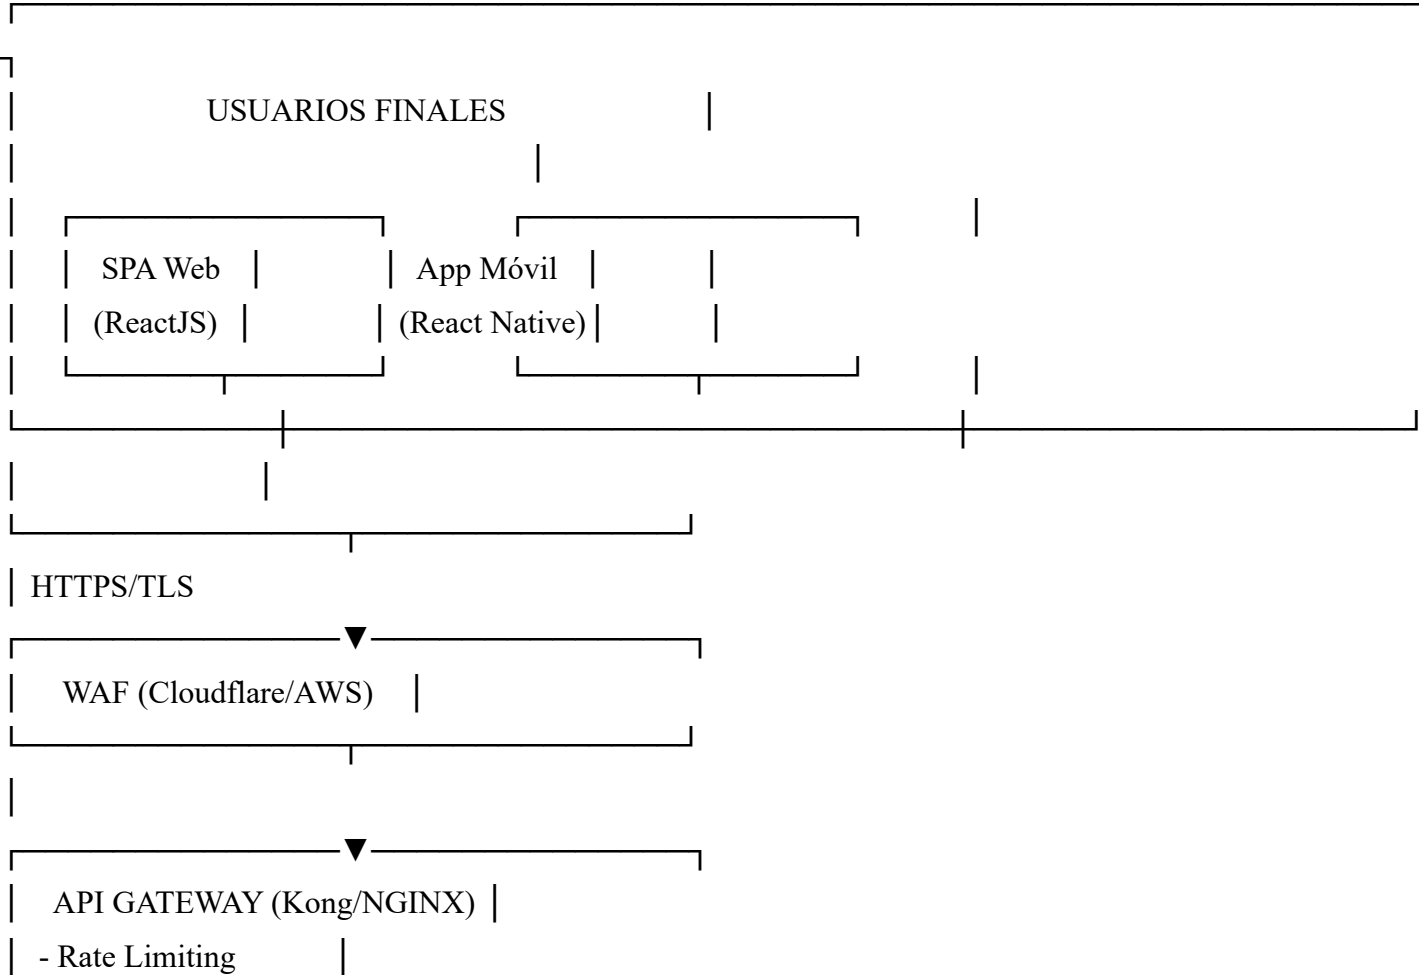 USUARIOS FINALES
SPA Web App Móvil
(ReactJS) (React Native)
HTTPS/TLS
▼
WAF (Cloudflare/AWS)
▼
API GATEWAY (Kong/NGINX)
- Rate Limiting